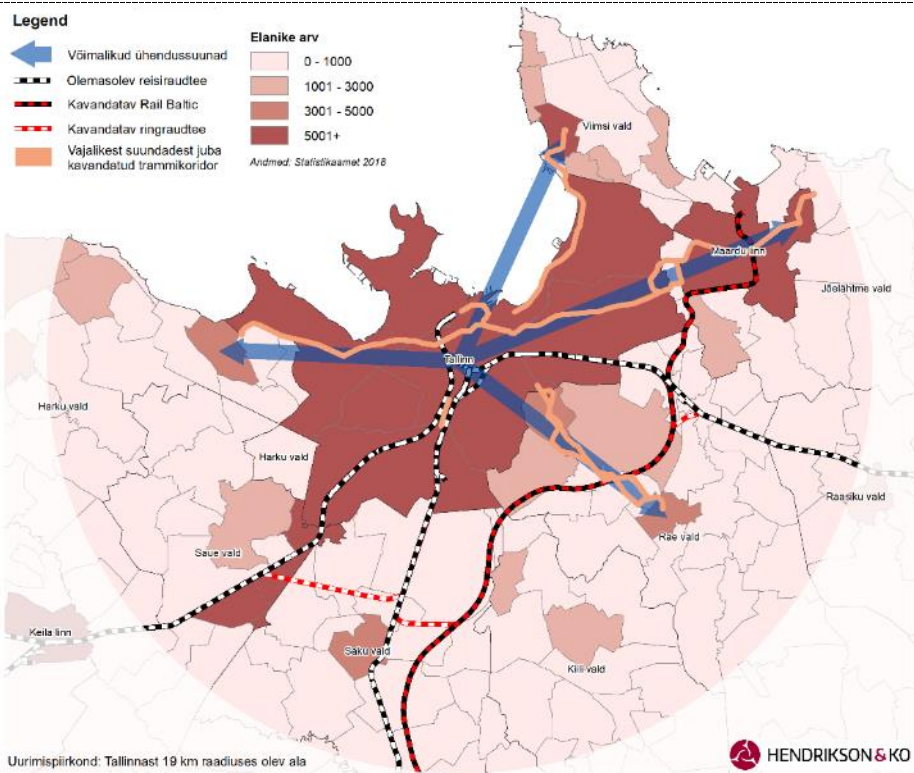 Legend
Võimalikud ühendussuunad
Olemasolev reisiraudtee
Kavandatav Rail Baltic
Kavandatav ringraudtee
Vajalikest suundadest juba
kavandatud trammikoridor
Elanike arv
0 - 1000
1001 - 3000
3001 - 5000
5001+
Andmed: Statistikaamet 2018
Viimsi vald
Maardu linn
Jõelähtme vald
Tallinn
Harku vald
Harku vald
Raasiku vald
Rae vald
Saue vald
Keila linn
Saku vald
Kiili vald
Uurimispiirkond: Tallinnast 19 km raadiuses olev ala
HENDRIKSON & KO